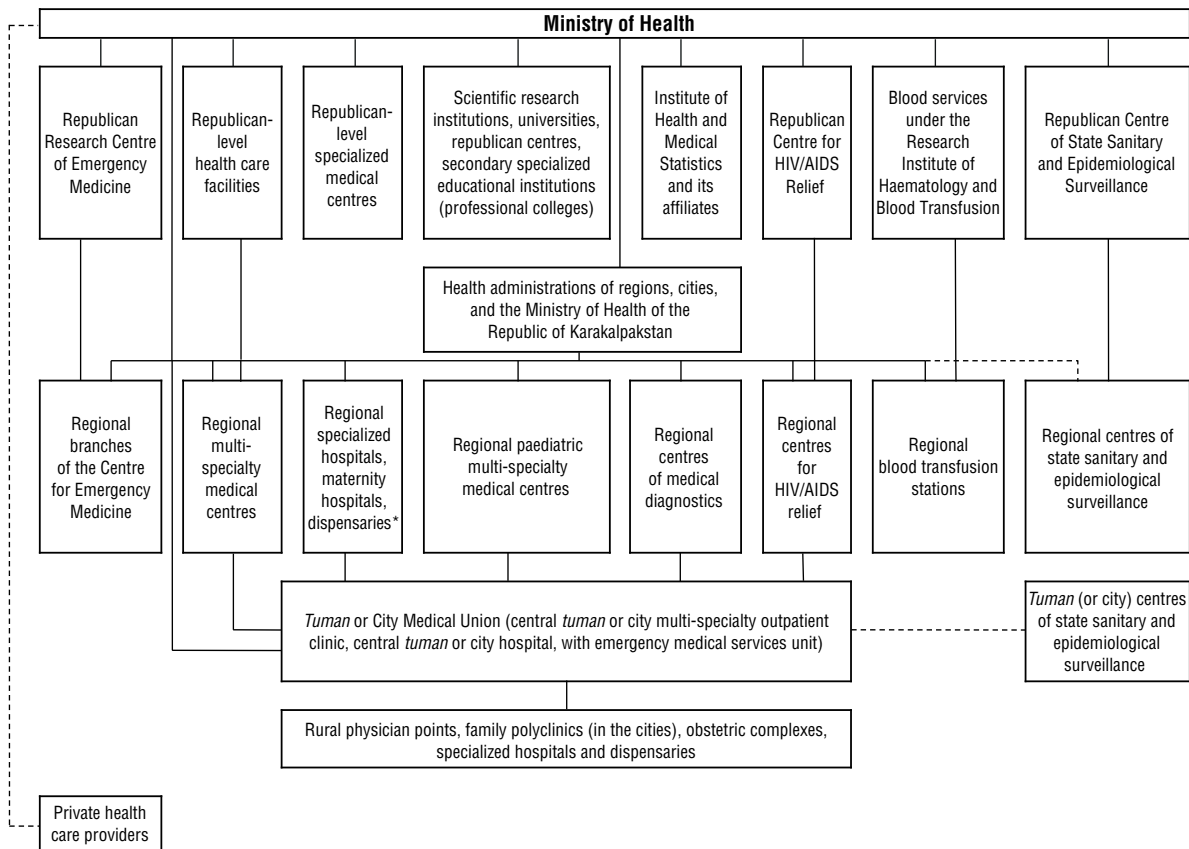 Ministry of Health
Republican
Research Centre
of Emergency
Medicine
Republican-
level
health care
facilities
Republican-
level
specialized
medical
centres
Scientific research
institutions, universities,
republican centres,
secondary specialized
educational institutions
(professional colleges)
Institute of
Health and
Medical
Statistics
and its
affiliates
Republican
Centre for
HIV/AIDS
Relief
Blood services
under the
Research
Institute of
Haematology and
Blood Transfusion
Republican Centre
of State Sanitary
and Epidemiological
Surveillance
Health administrations of regions, cities,
and the Ministry of Health of the
Republic of Karakalpakstan
Regional
branches
of the Centre
for Emergency
Medicine
Regional
multi-
specialty
medical
centres
Regional
specialized
hospitals,
maternity
hospitals,
dispensaries*
Regional paediatric
multi-specialty
medical centres
Regional
centres
of medical
diagnostics
Regional
centres
for
HIV/AIDS
relief
Regional
blood transfusion
stations
Regional centres of
state sanitary and
epidemiological
surveillance
Tuman or City Medical Union (central tuman or city multi-specialty outpatient
clinic, central tuman or city hospital, with emergency medical services unit)
Tuman (or city) centres
of state sanitary and
epidemiological
surveillance
Rural physician points, family polyclinics (in the cities), obstetric complexes,
specialized hospitals and dispensaries
Private health
care providers